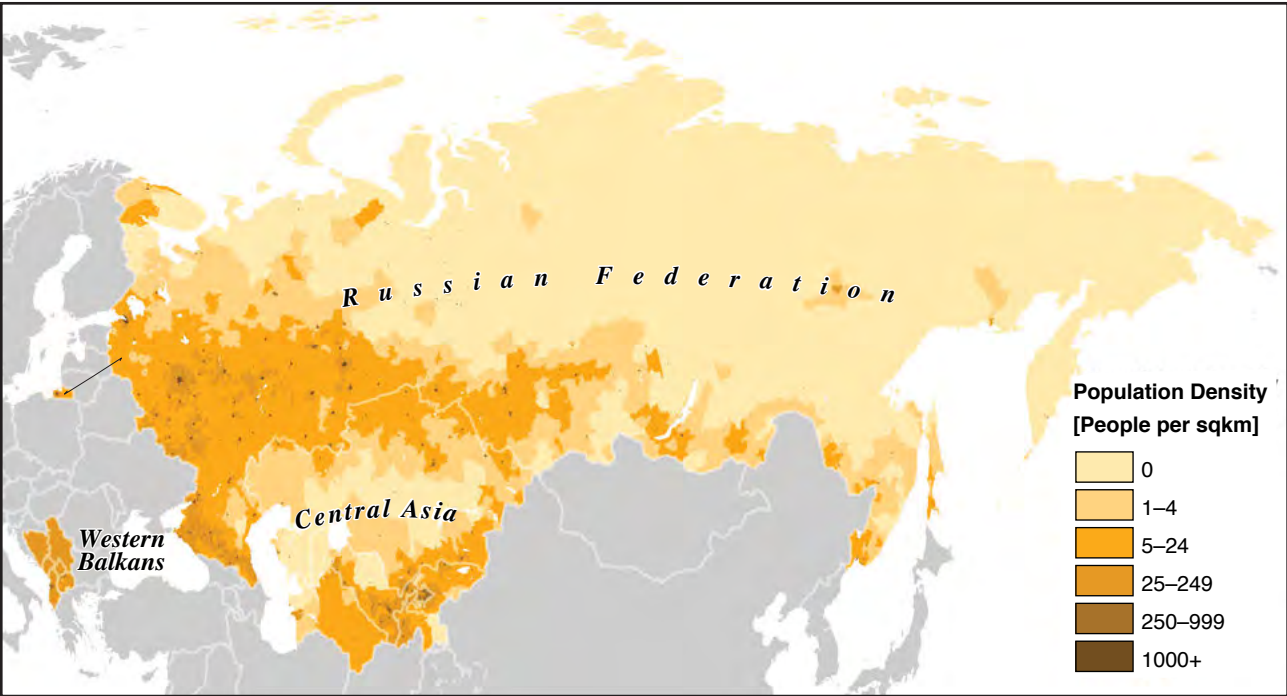 Russian Federation
Central Asia
Western
Balkans
Population Density
[People per sqkm]
0
1–4
5–24
25–249
250–999
1000+